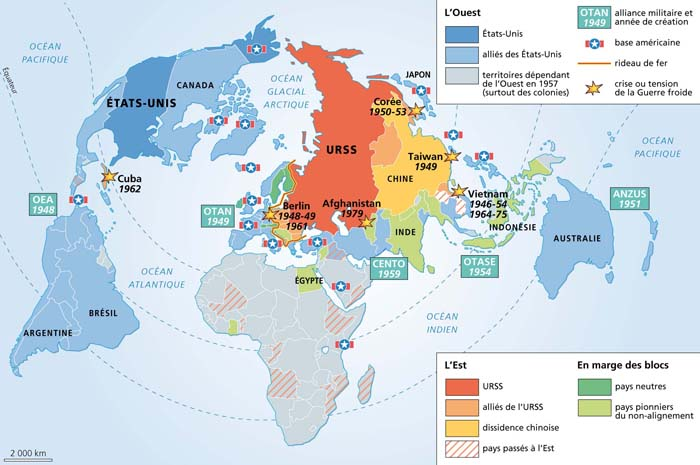 L'Ouest
États-Unis
alliés des États-Unis
territoires dépendant
de l'Ouest en 1957
(surtout des colonies)
OTAN
1949
alliance militaire et
année de création
base américaine
rideau de fer
crise ou tension
de la Guerre froide
OCÉAN
PACIFIQUE
Équateur
CANADA
ÉTATS-UNIS
OCÉAN
GLACIAL
ARCTIQUE
JAPON
Corée
1950-53
URSS
Taiwan
1949
CHINE
OCÉAN
PACIFIQUE
Cuba
1962
OEA
1948
OTAN
1949
Berlin
1948-49
1961
Afghanistan
1979
Vietnam
1946-54
1964-75
ANZUS
1951
INDE
INDONÉSIE
AUSTRALIE
CENTO
1959
OTASE
1954
OCÉAN
ATLANTIQUE
ÉGYPTE
BRÉSIL
ARGENTINE
OCÉAN
INDIEN
L'Est
URSS
alliés de l'URSS
dissidence chinoise
pays passés à l'Est
En marge des blocs
pays neutres
pays pionniers
du non-alignement
2 000 km